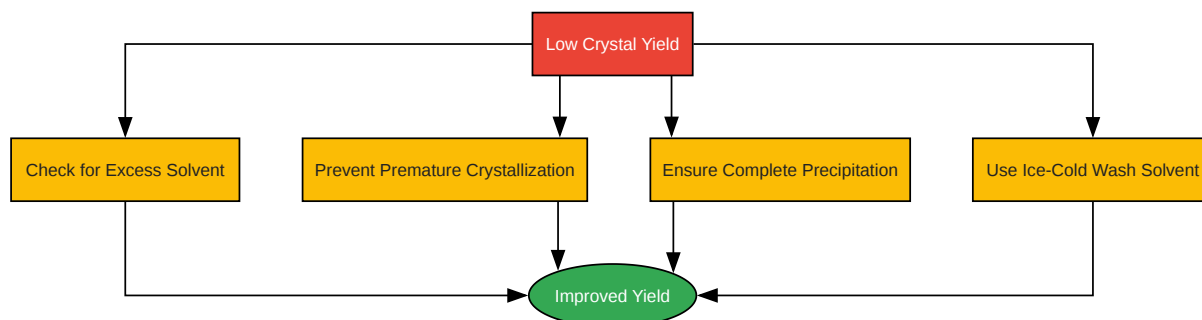 Low Crystal Yield
Check for Excess Solvent
Prevent Premature Crystallization
Ensure Complete Precipitation
Use Ice-Cold Wash Solvent
Improved Yield